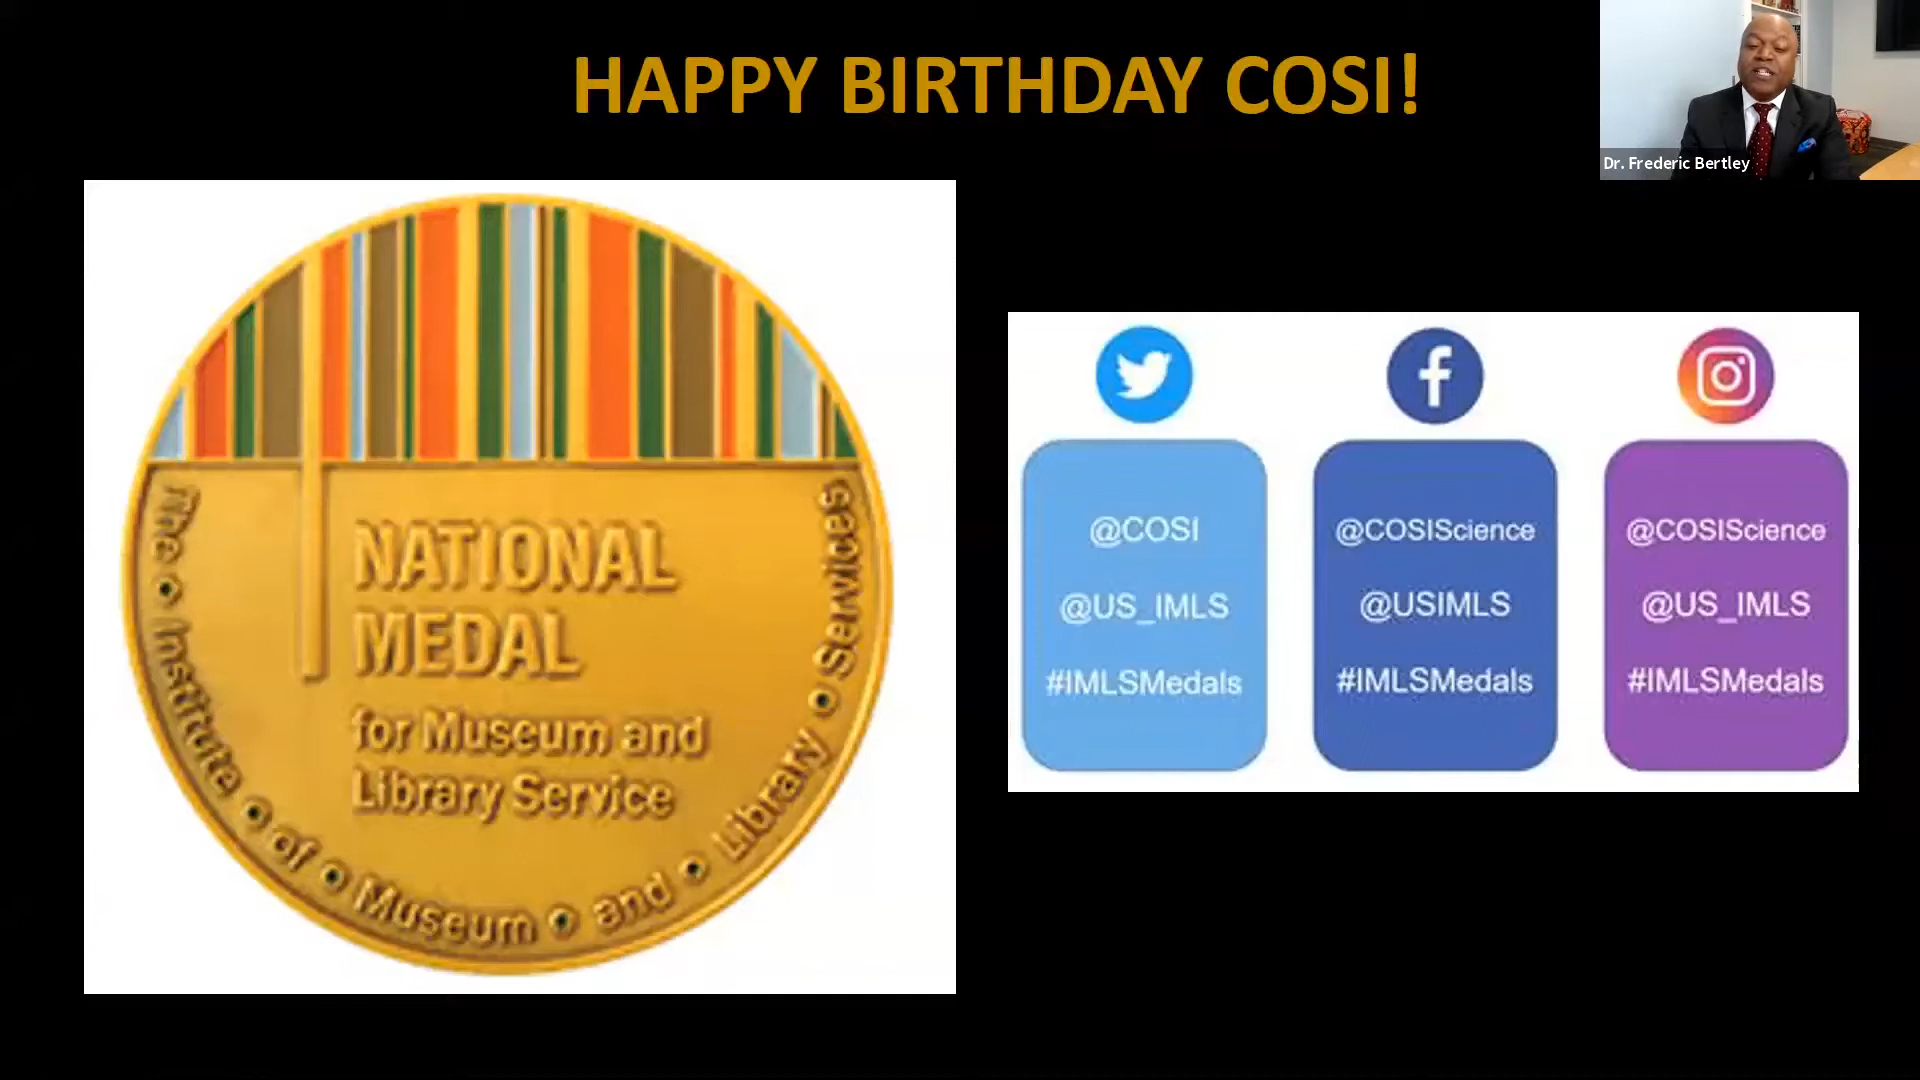 HAPPY BIRTHDAY COSI!
Dr. Frederic Bertley
NATIONAL
MEDAL
for Museum and
Library Service
The • Institute • of • Museum • and • Library • Services
@COSI
@US_IMLS
#IMLSMedals
@COSIScience
@USIMLS
#IMLSMedals
@COSIScience
@US_IMLS
#IMLSMedals